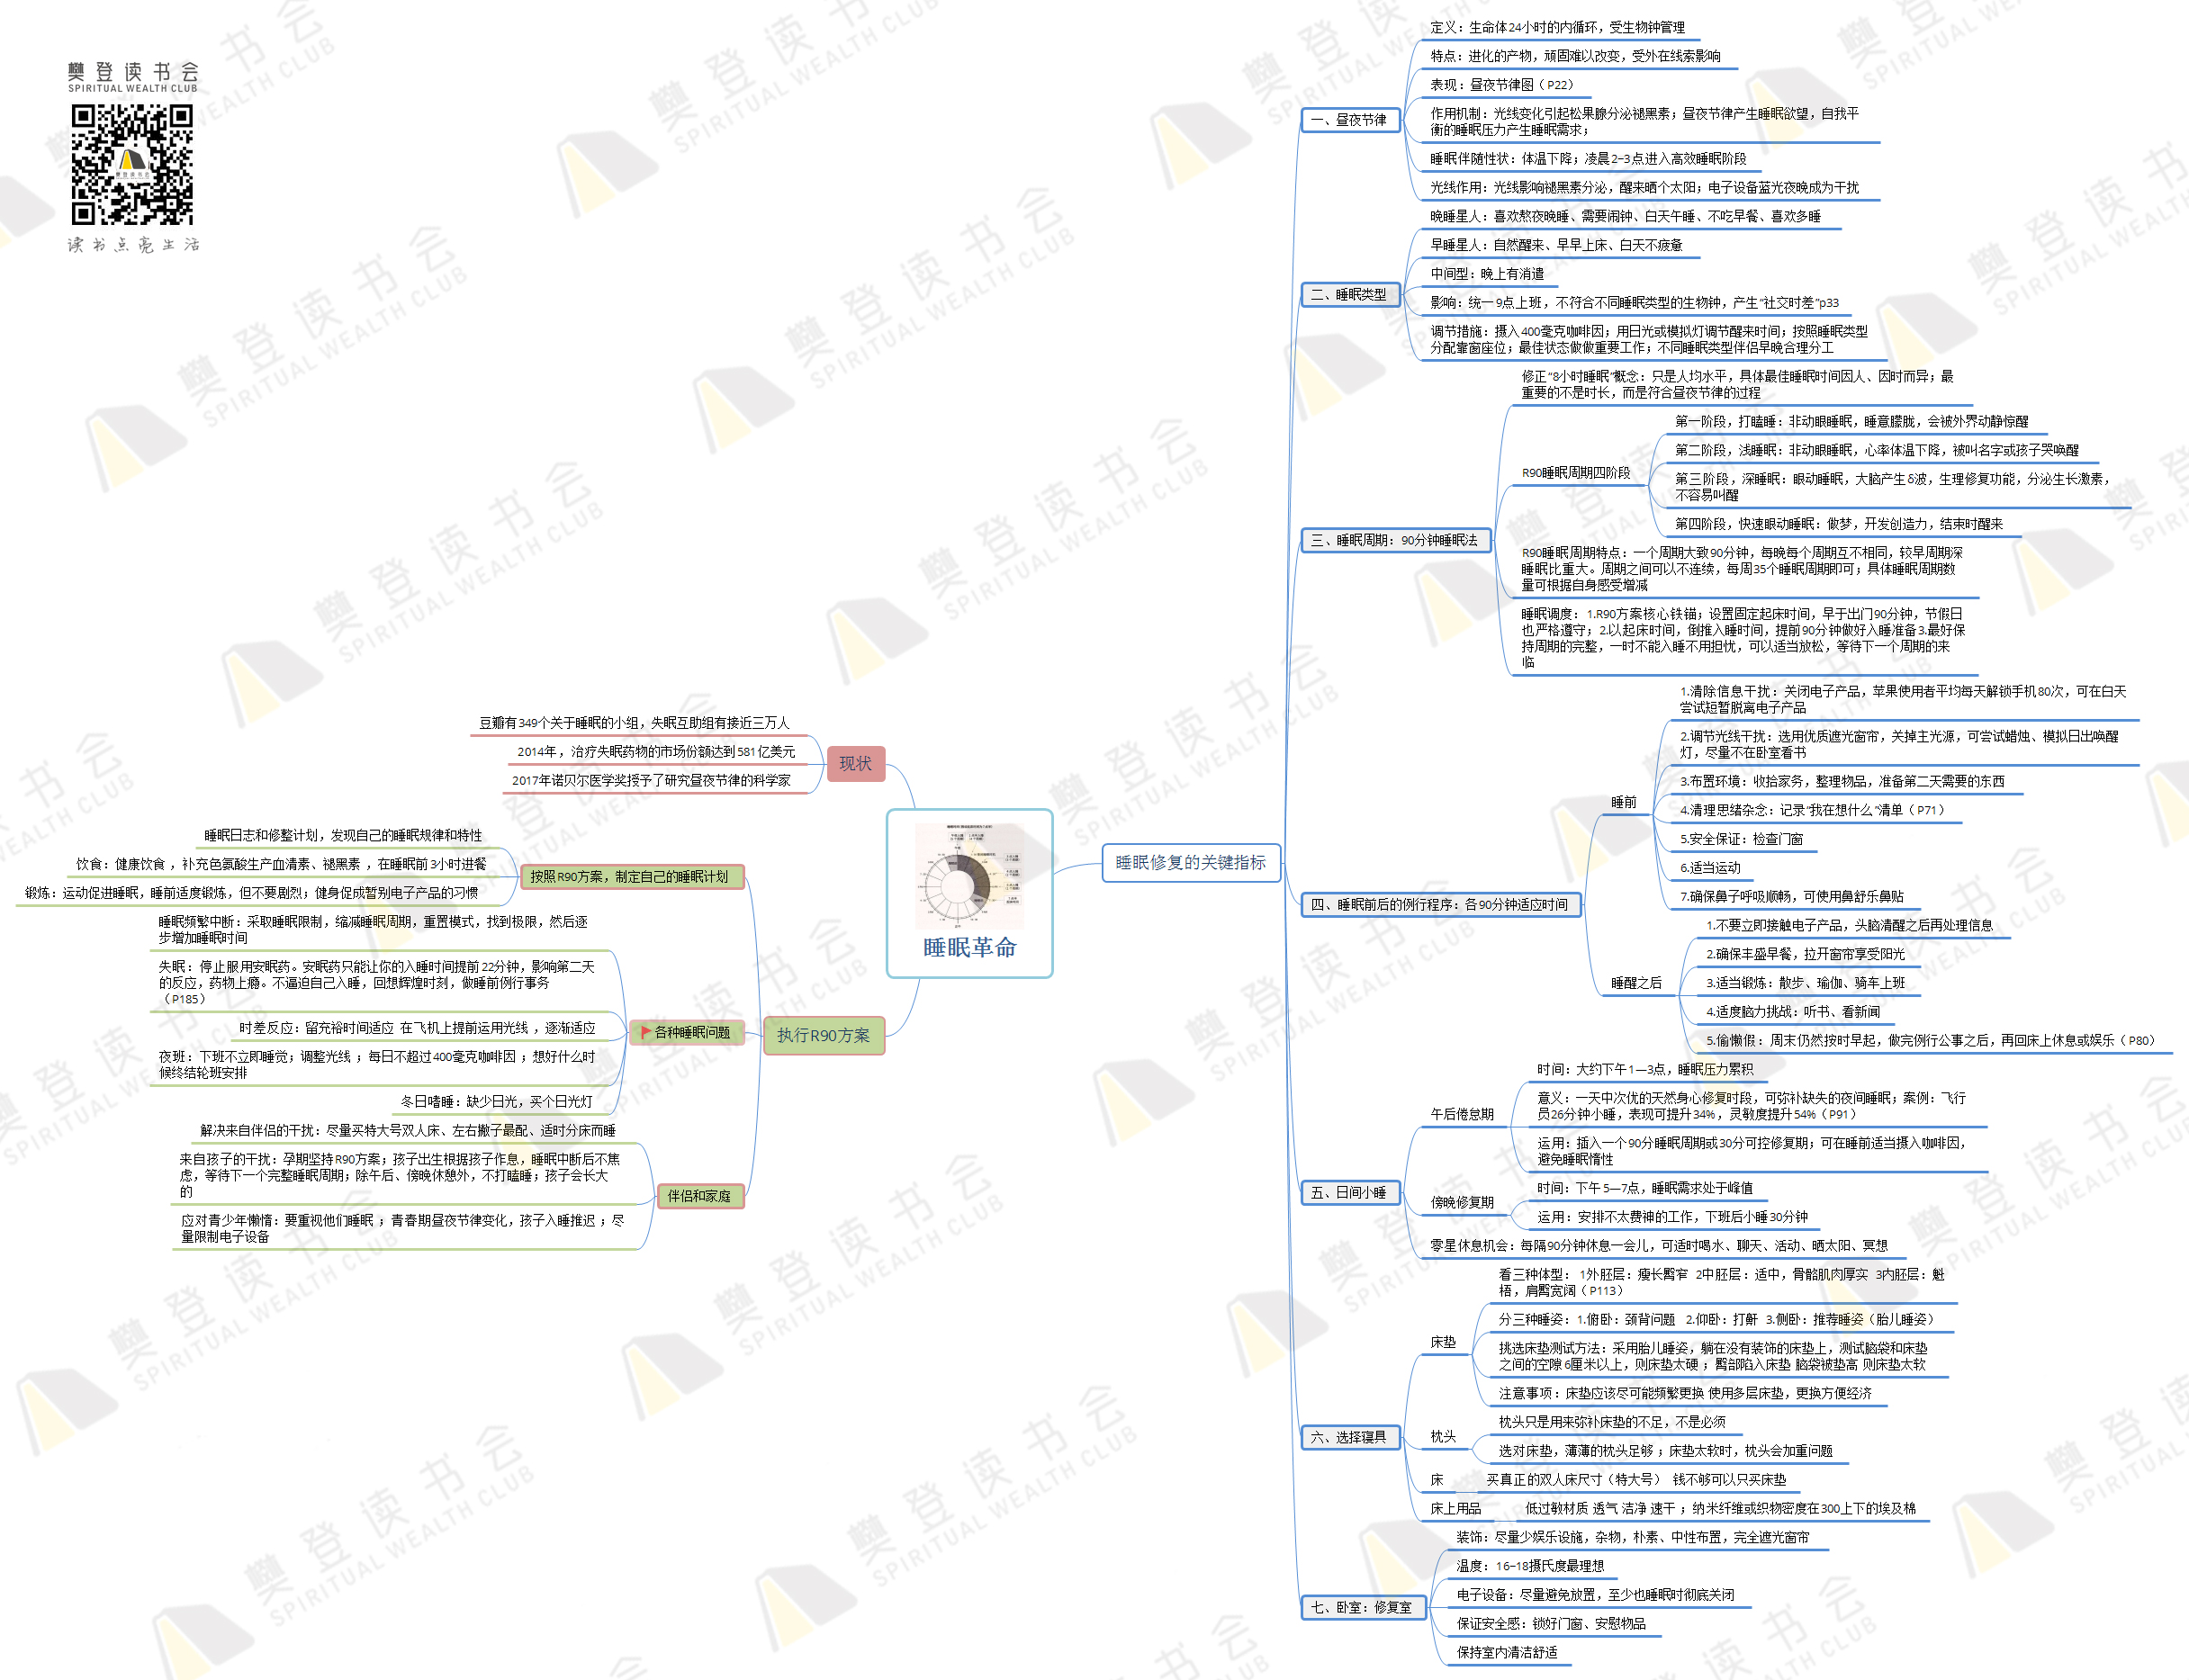 樊登读书会
SPIRITUAL WEALTH CLUB
读书点亮生活
睡眠革命
现状
豆瓣有349个关于睡眠的小组，失眠互助组有接近三万人
2014年，治疗失眠药物的市场份额达到581亿美元
2017年诺贝尔医学奖授予了研究昼夜节律的科学家
执行R90方案
按照R90方案，制定自己的睡眠计划
睡眠日志和修整计划，发现自己的睡眠规律和特性
饮食：健康饮食 ，补充色氨酸生产血清素、褪黑素 ，在睡眠前3小时进餐
锻炼：运动促进睡眠，睡前适度锻炼，但不要剧烈；健身促成暂别电子产品的习惯
各种睡眠问题
睡眠频繁中断：采取睡眠限制，缩减睡眠周期，重置模式，找到极限，然后逐
步增加睡眠时间
失眠：停止服用安眠药。安眠药只能让你的入睡时间提前22分钟，影响第二天
的反应，药物上瘾。不逼迫自己入睡，回想辉煌时刻，做睡前例行事务
（P185）
时差反应：留充裕时间适应 在飞机上提前运用光线 ，逐渐适应
夜班：下班不立即睡觉；调整光线 ；每日不超过400毫克咖啡因 ；想好什么时
候终结轮班安排
冬日嗜睡：缺少日光，买个日光灯
伴侣和家庭
解决来自伴侣的干扰：尽量买特大号双人床、左右撇子最配、适时分床而睡
来自孩子的干扰：孕期坚持R90方案；孩子出生根据孩子作息，睡眠中断后不焦
虑，等待下一个完整睡眠周期；除午后、傍晚休憩外，不打瞌睡；孩子会长大
的
应对青少年懒惰：要重视他们睡眠 ；青春期昼夜节律变化，孩子入睡推迟 ；尽
量限制电子设备
睡眠修复的关键指标
一、昼夜节律
定义：生命体24小时的内循环，受生物钟管理
特点：进化的产物，顽固难以改变，受外在线索影响
表现：昼夜节律图（P22）
作用机制：光线变化引起松果腺分泌褪黑素；昼夜节律产生睡眠欲望，自我平
衡的睡眠压力产生睡眠需求；
睡眠伴随性状：体温下降；凌晨2-3点进入高效睡眠阶段
光线作用：光线影响褪黑素分泌，醒来晒个太阳；电子设备蓝光夜晚成为干扰
二、睡眠类型
晚睡星人：喜欢熬夜晚睡、需要闹钟、白天午睡、不吃早餐、喜欢多睡
早睡星人：自然醒来、早早上床、白天不疲惫
中间型：晚上有消遣
影响：统一9点上班，不符合不同睡眠类型的生物钟，产生“社交时差”p33
调节措施：摄入400毫克咖啡因；用日光或模拟灯调节醒来时间；按照睡眠类型
分配靠窗座位；最佳状态做做重要工作；不同睡眠类型伴侣早晚合理分工
三、睡眠周期：90分钟睡眠法
修正“8小时睡眠”概念：只是人均水平，具体最佳睡眠时间因人、因时而异；最
重要的不是时长，而是符合昼夜节律的过程
R90睡眠周期四阶段
第一阶段，打瞌睡：非动眼睡眠，睡意朦胧，会被外界动静惊醒
第二阶段，浅睡眠：非动眼睡眠，心率体温下降，被叫名字或孩子哭唤醒
第三阶段，深睡眠：眼动睡眠，大脑产生δ波，生理修复功能，分泌生长激素，
不容易叫醒
第四阶段，快速眼动睡眠：做梦，开发创造力，结束时醒来
R90睡眠周期特点：一个周期大致90分钟，每晚每个周期互不相同，较早周期深
睡眠比重大。周期之间可以不连续，每周35个睡眠周期即可；具体睡眠周期数
量可根据自身感受增减
睡眠调度：1.R90方案核心铁锚；设置固定起床时间，早于出门90分钟，节假日
也严格遵守；2.以起床时间，倒推入睡时间，提前90分钟做好入睡准备3.最好保
持周期的完整，一时不能入睡不用担忧，可以适当放松，等待下一个周期的来
临
四、睡眠前后的例行程序：各90分钟适应时间
睡前
1.清除信息干扰：关闭电子产品，苹果使用者平均每天解锁手机80次，可在白天
尝试短暂脱离电子产品
2.调节光线干扰：选用优质遮光窗帘，关掉主光源，可尝试蜡烛、模拟日出唤醒
灯，尽量不在卧室看书
3.布置环境：收拾家务，整理物品，准备第二天需要的东西
4.清理思绪杂念：记录“我在想什么”清单（P71）
5.安全保证：检查门窗
6.适当运动
7.确保鼻子呼吸顺畅，可使用鼻舒乐鼻贴
睡醒之后
1.不要立即接触电子产品，头脑清醒之后再处理信息
2.确保丰盛早餐，拉开窗帘享受阳光
3.适当锻炼：散步、瑜伽、骑车上班
4.适度脑力挑战：听书、看新闻
5.偷懒假：周末仍然按时早起，做完例行公事之后，再回床上休息或娱乐（P80）
五、日间小睡
午后倦怠期
时间：大约下午1—3点，睡眠压力累积
意义：一天中次优的天然身心修复时段，可弥补缺失的夜间睡眠；案例：飞行
员26分钟小睡，表现可提升34%，灵敏度提升54%（P91）
运用：插入一个90分睡眠周期或30分可控修复期；可在睡前适当摄入咖啡因，
避免睡眠惰性
傍晚修复期
时间：下午5—7点，睡眠需求处于峰值
运用：安排不太费神的工作，下班后小睡30分钟
零星休息机会：每隔90分钟休息一会儿，可适时喝水、聊天、活动、晒太阳、冥想
六、选择寝具
床垫
看三种体型： 1外胚层：瘦长臀窄 2中胚层：适中，骨骼肌肉厚实 3内胚层：魁
梧，肩臀宽阔（P113）
分三种睡姿：1.俯卧：颈背问题 2.仰卧：打鼾 3.侧卧：推荐睡姿（胎儿睡姿）
挑选床垫测试方法：采用胎儿睡姿，躺在没有装饰的床垫上，测试脑袋和床垫
之间的空隙6厘米以上，则床垫太硬 ；臀部陷入床垫 脑袋被垫高 则床垫太软
注意事项：床垫应该尽可能频繁更换 使用多层床垫，更换方便经济
枕头
枕头只是用来弥补床垫的不足，不是必须
选对床垫，薄薄的枕头足够 ；床垫太软时，枕头会加重问题
床
买真正的双人床尺寸（特大号） 钱不够可以只买床垫
床上用品
低过敏材质 透气 洁净 速干 ；纳米纤维或织物密度在300上下的埃及棉
七、卧室：修复室
装饰：尽量少娱乐设施，杂物，朴素、中性布置，完全遮光窗帘
温度：16-18摄氏度最理想
电子设备：尽量避免放置，至少也睡眠时彻底关闭
保证安全感：锁好门窗、安慰物品
保持室内清洁舒适